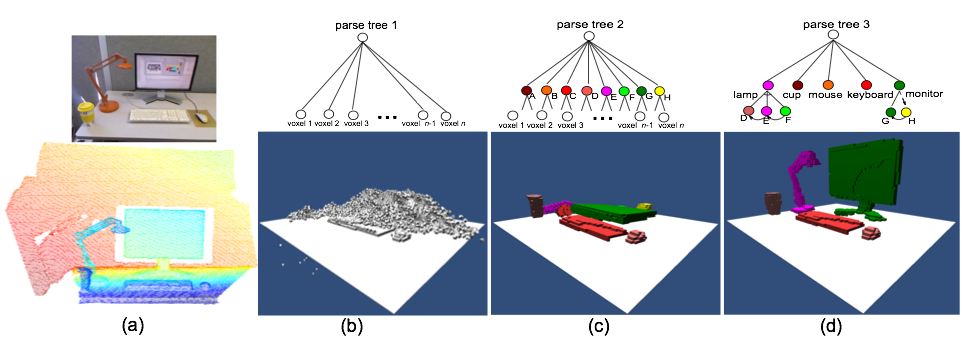 parse tree 1
voxel 1 voxel 2 voxel 3 ... voxel n-1 voxel n
(a)
(b)
parse tree 2
A B C D E F G H
voxel 1 voxel 2 voxel 3 ... voxel n-1 voxel n
(c)
parse tree 3
lamp cup mouse keyboard monitor
D E F G H
(d)